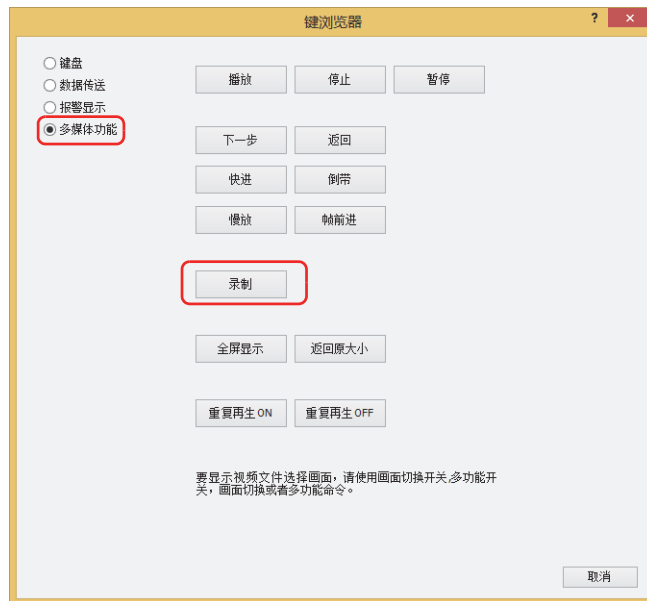 键浏览器
?
×
键盘
数据传送
报警显示
多媒体功能
播放 停止 暂停
下一步 返回
快进 倒带
慢放 帧前进
录制
全屏显示 返回原大小
重复再生 ON 重复再生 OFF
要显示视频文件选择画面，请使用画面切换开关,多功能开
关，画面切换或者多功能命令。
取消